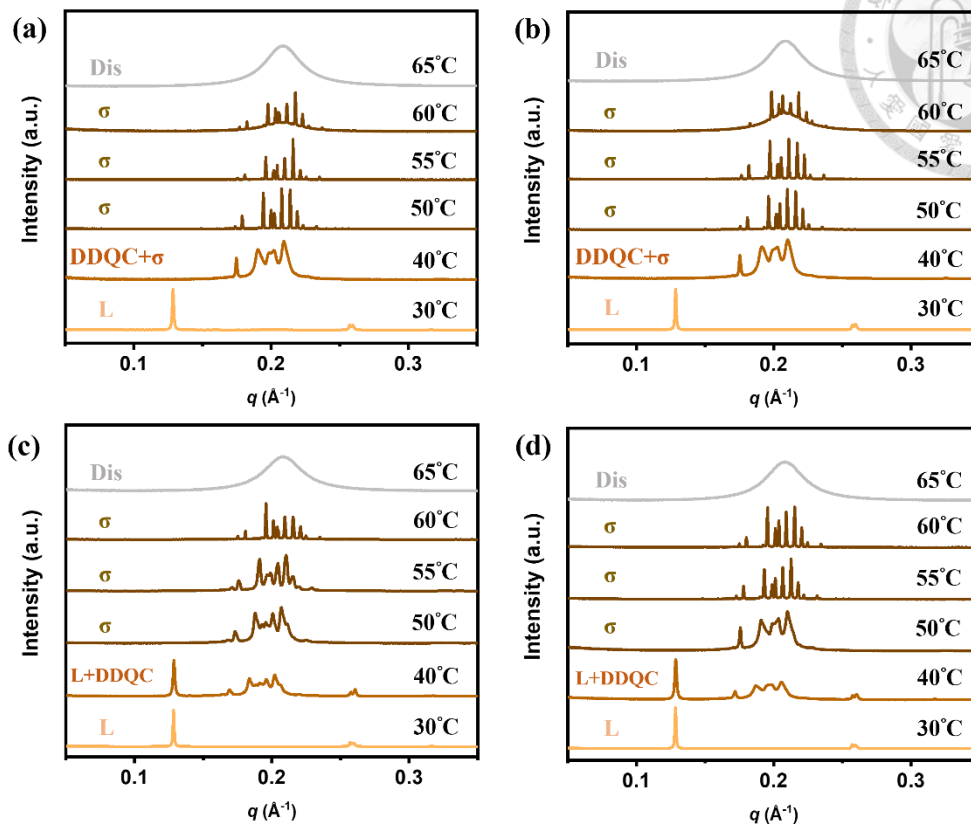 (a)
Dis 65°C
σ 60°C
σ 55°C
σ 50°C
DDQC+σ 40°C
L 30°C
Intensity (a.u.)
0.1 0.2 0.3
q (Å⁻¹)
(b)
Dis 65°C
σ 60°C
σ 55°C
σ 50°C
DDQC+σ 40°C
L 30°C
Intensity (a.u.)
0.1 0.2 0.3
q (Å⁻¹)
(c)
Dis 65°C
σ 60°C
σ 55°C
σ 50°C
L+DDQC 40°C
L 30°C
Intensity (a.u.)
0.1 0.2 0.3
q (Å⁻¹)
(d)
Dis 65°C
σ 60°C
σ 55°C
σ 50°C
L+DDQC 40°C
L 30°C
Intensity (a.u.)
0.1 0.2 0.3
q (Å⁻¹)